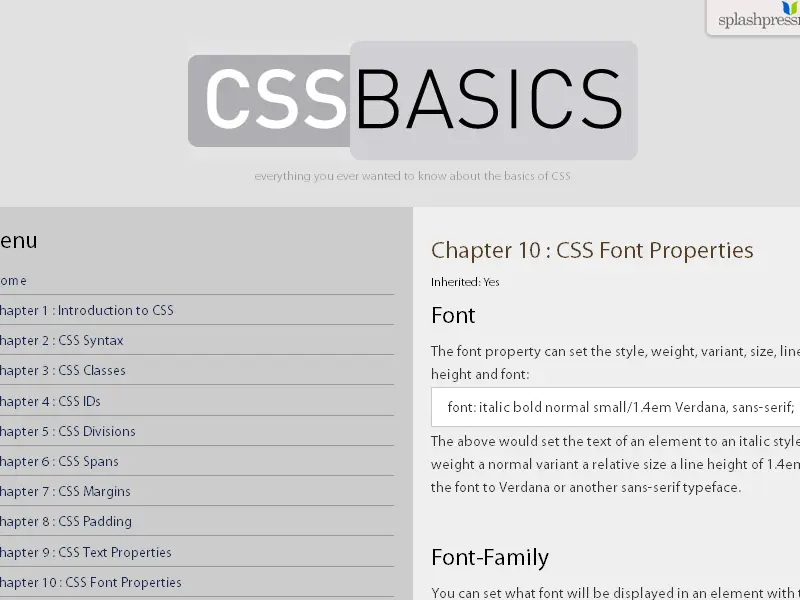 splashpress
CSSBASICS
everything you ever wanted to know about the basics of CSS
enu
ome
hapter 1 : Introduction to CSS
hapter 2 : CSS Syntax
hapter 3 : CSS Classes
hapter 4 : CSS IDs
hapter 5 : CSS Divisions
hapter 6 : CSS Spans
hapter 7 : CSS Margins
hapter 8 : CSS Padding
hapter 9 : CSS Text Properties
hapter 10 : CSS Font Properties
Chapter 10 : CSS Font Properties
Inherited: Yes
Font
The font property can set the style, weight, variant, size, line
height and font:
font: italic bold normal small/1.4em Verdana, sans-serif;
The above would set the text of an element to an italic style
weight a normal variant a relative size a line height of 1.4em
the font to Verdana or another sans-serif typeface.
Font-Family
You can set what font will be displayed in an element with